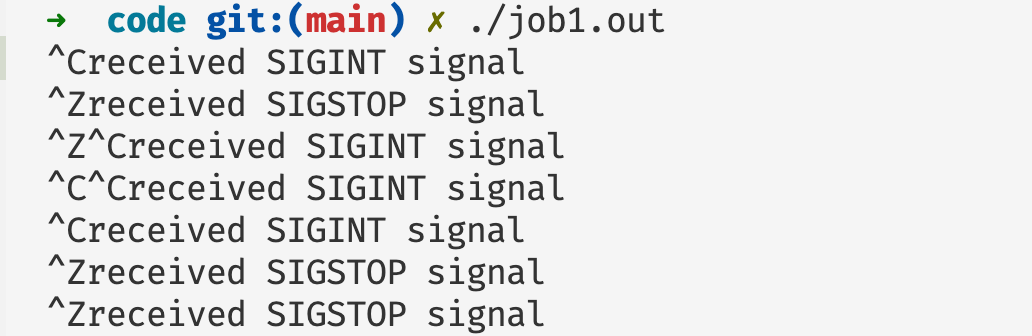 ➜ code git:(main) ✗ ./job1.out
^Creceived SIGINT signal
^Zreceived SIGSTOP signal
^Z^Creceived SIGINT signal
^C^Creceived SIGINT signal
^Creceived SIGINT signal
^Zreceived SIGSTOP signal
^Zreceived SIGSTOP signal